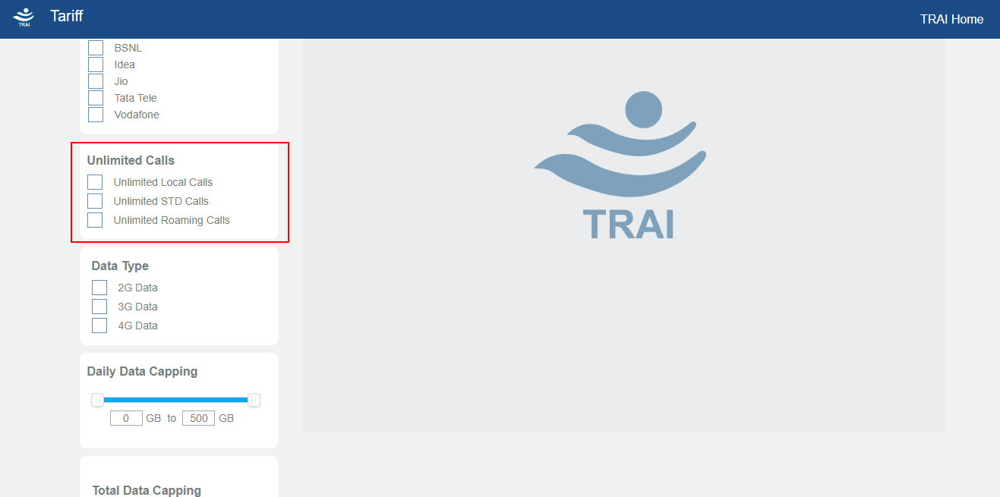 TRAI
Tariff
TRAI Home
BSNL
Idea
Jio
Tata Tele
Vodafone
Unlimited Calls
Unlimited Local Calls
Unlimited STD Calls
Unlimited Roaming Calls
Data Type
2G Data
3G Data
4G Data
Daily Data Capping
0 GB to 500 GB
Total Data Capping
TRAI